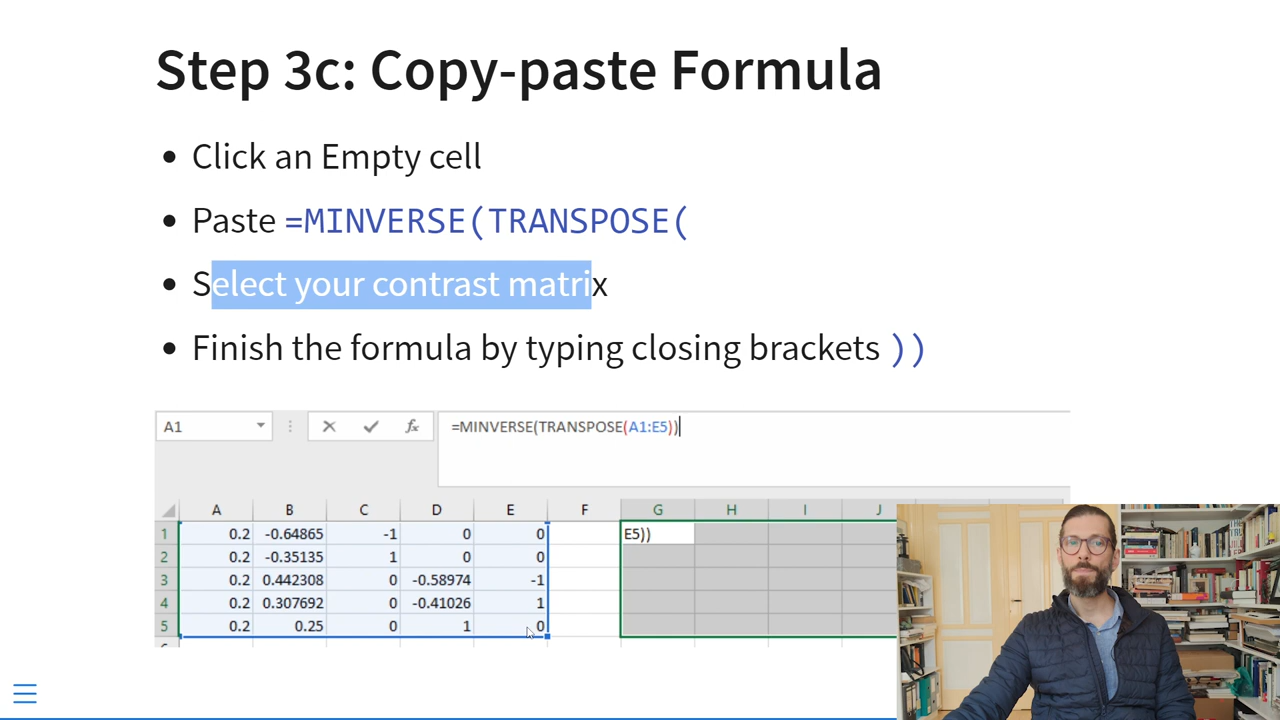 Step 3c: Copy-paste Formula
• Click an Empty cell
• Paste =MINVERSE(TRANSPOSE(
• Select your contrast matrix
• Finish the formula by typing closing brackets ))
A1 fx =MINVERSE(TRANSPOSE(A1:E5))
A B C D E F G H I J
1 0.2 -0.64865 -1 0 0 E5))
2 0.2 -0.35135 1 0 0
3 0.2 0.442308 0 -0.58974 -1
4 0.2 0.307692 0 -0.41026 1
5 0.2 0.25 0 1 0